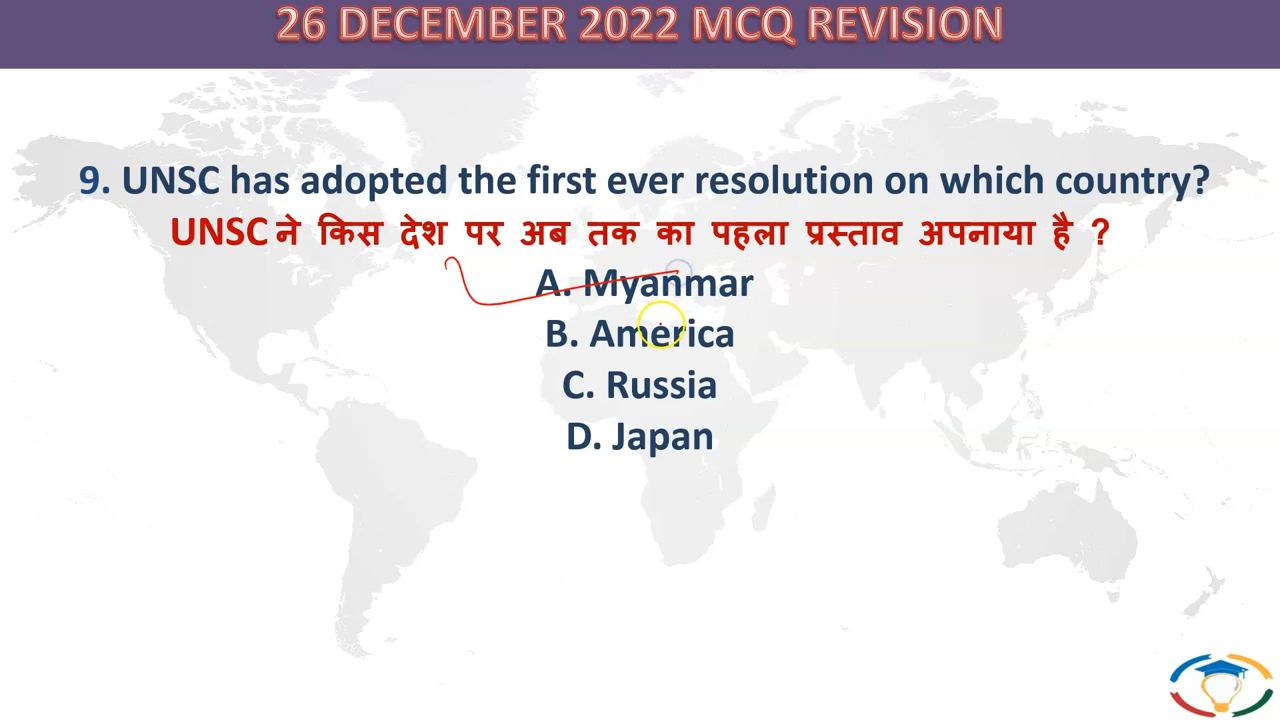 26 DECEMBER 2022 MCQ REVISION
9. UNSC has adopted the first ever resolution on which country?
UNSC ने किस देश पर अब तक का पहला प्रस्ताव अपनाया है ?
A. Myanmar
B. America
C. Russia
D. Japan